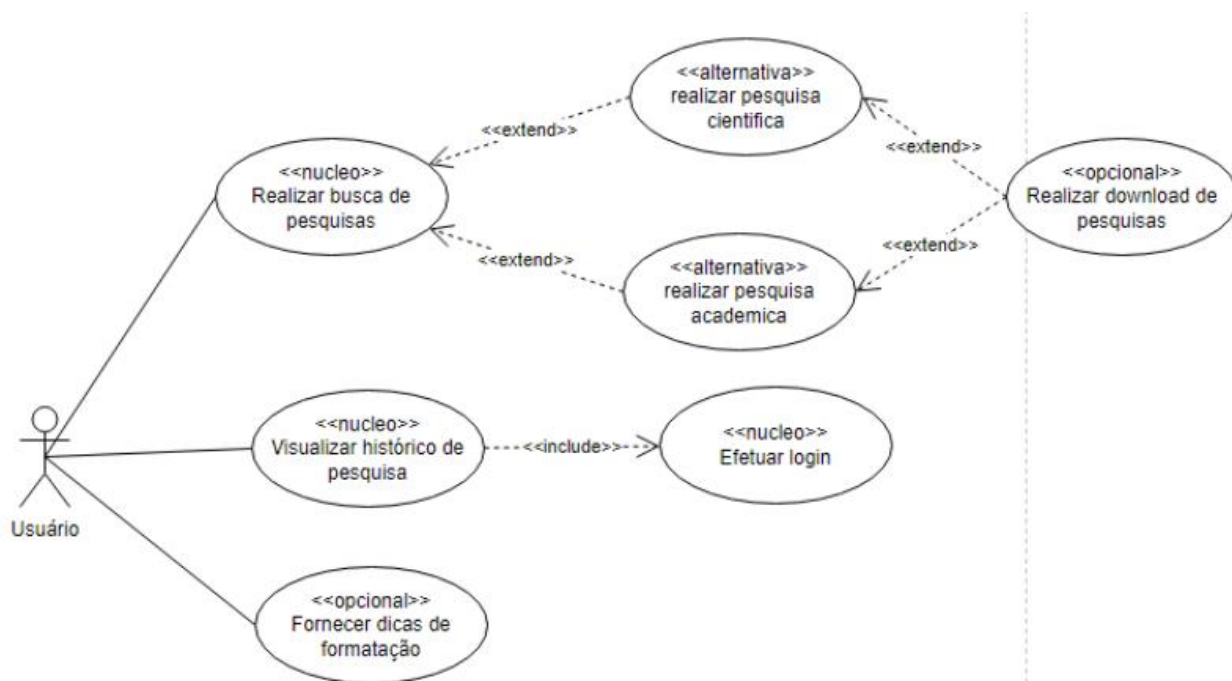 <<alternativa>>
realizar pesquisa
cientifica
<<extend>>
<<extend>>
<<nucleo>>
Realizar busca de
pesquisas
<<opcional>>
Realizar download de
pesquisas
<<extend>>
<<extend>>
<<alternativa>>
realizar pesquisa
academica
<<nucleo>>
Visualizar histórico de
pesquisa
<<include>>
<<nucleo>>
Efetuar login
Usuário
<<opcional>>
Fornecer dicas de
formatação